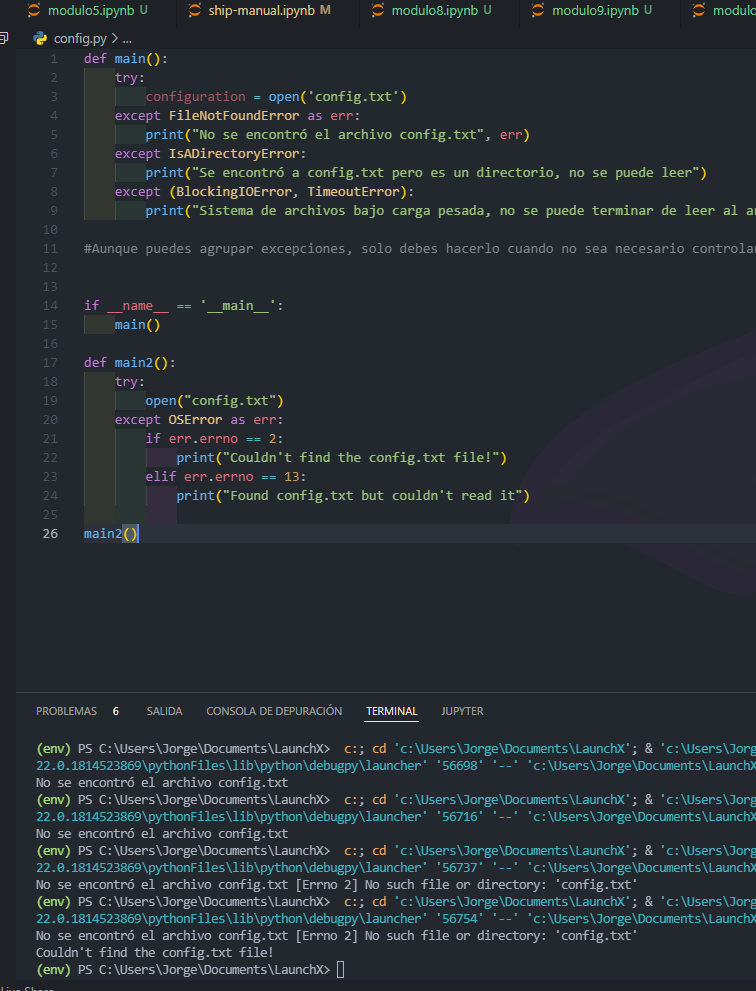 modulo5.ipynb U ship-manual.ipynb M modulo8.ipynb U modulo9.ipynb U
config.py > ...
1 def main():
2 try:
3 configuration = open('config.txt')
4 except FileNotFoundError as err:
5 print("No se encontró el archivo config.txt", err)
6 except IsADirectoryError:
7 print("Se encontró a config.txt pero es un directorio, no se puede leer")
8 except (BlockingIOError, TimeoutError):
9 print("Sistema de archivos bajo carga pesada, no se puede terminar de leer al
10
11 #Aunque puedes agrupar excepciones, solo debes hacerlo cuando no sea necesario
12
13
14 if __name__ == '__main__':
15 main()
16
17 def main2():
18 try:
19 open("config.txt")
20 except OSError as err:
21 if err.errno == 2:
22 print("Couldn't find the config.txt file!")
23 elif err.errno == 13:
24 print("Found config.txt but couldn't read it")
25
26 main2()
PROBLEMAS 6 SALIDA CONSOLA DE DEPURACIÓN TERMINAL JUPYTER
(env) PS C:\Users\Jorge\Documents\LaunchX> c:; cd 'c:\Users\Jorge\Documents\LaunchX'; & 'c:\Users\Jorg
22.0.1814523869\pythonFiles\lib\python\debugpy\launcher' '56698' '--' 'c:\Users\Jorge\Documents\LaunchX
No se encontró el archivo config.txt
(env) PS C:\Users\Jorge\Documents\LaunchX> c:; cd 'c:\Users\Jorge\Documents\LaunchX'; & 'c:\Users\Jorg
22.0.1814523869\pythonFiles\lib\python\debugpy\launcher' '56716' '--' 'c:\Users\Jorge\Documents\LaunchX
No se encontró el archivo config.txt
(env) PS C:\Users\Jorge\Documents\LaunchX> c:; cd 'c:\Users\Jorge\Documents\LaunchX'; & 'c:\Users\Jorg
22.0.1814523869\pythonFiles\lib\python\debugpy\launcher' '56737' '--' 'c:\Users\Jorge\Documents\LaunchX
No se encontró el archivo config.txt [Errno 2] No such file or directory: 'config.txt'
(env) PS C:\Users\Jorge\Documents\LaunchX> c:; cd 'c:\Users\Jorge\Documents\LaunchX'; & 'c:\Users\Jorg
22.0.1814523869\pythonFiles\lib\python\debugpy\launcher' '56754' '--' 'c:\Users\Jorge\Documents\LaunchX
No se encontró el archivo config.txt [Errno 2] No such file or directory: 'config.txt'
Couldn't find the config.txt file!
(env) PS C:\Users\Jorge\Documents\LaunchX>